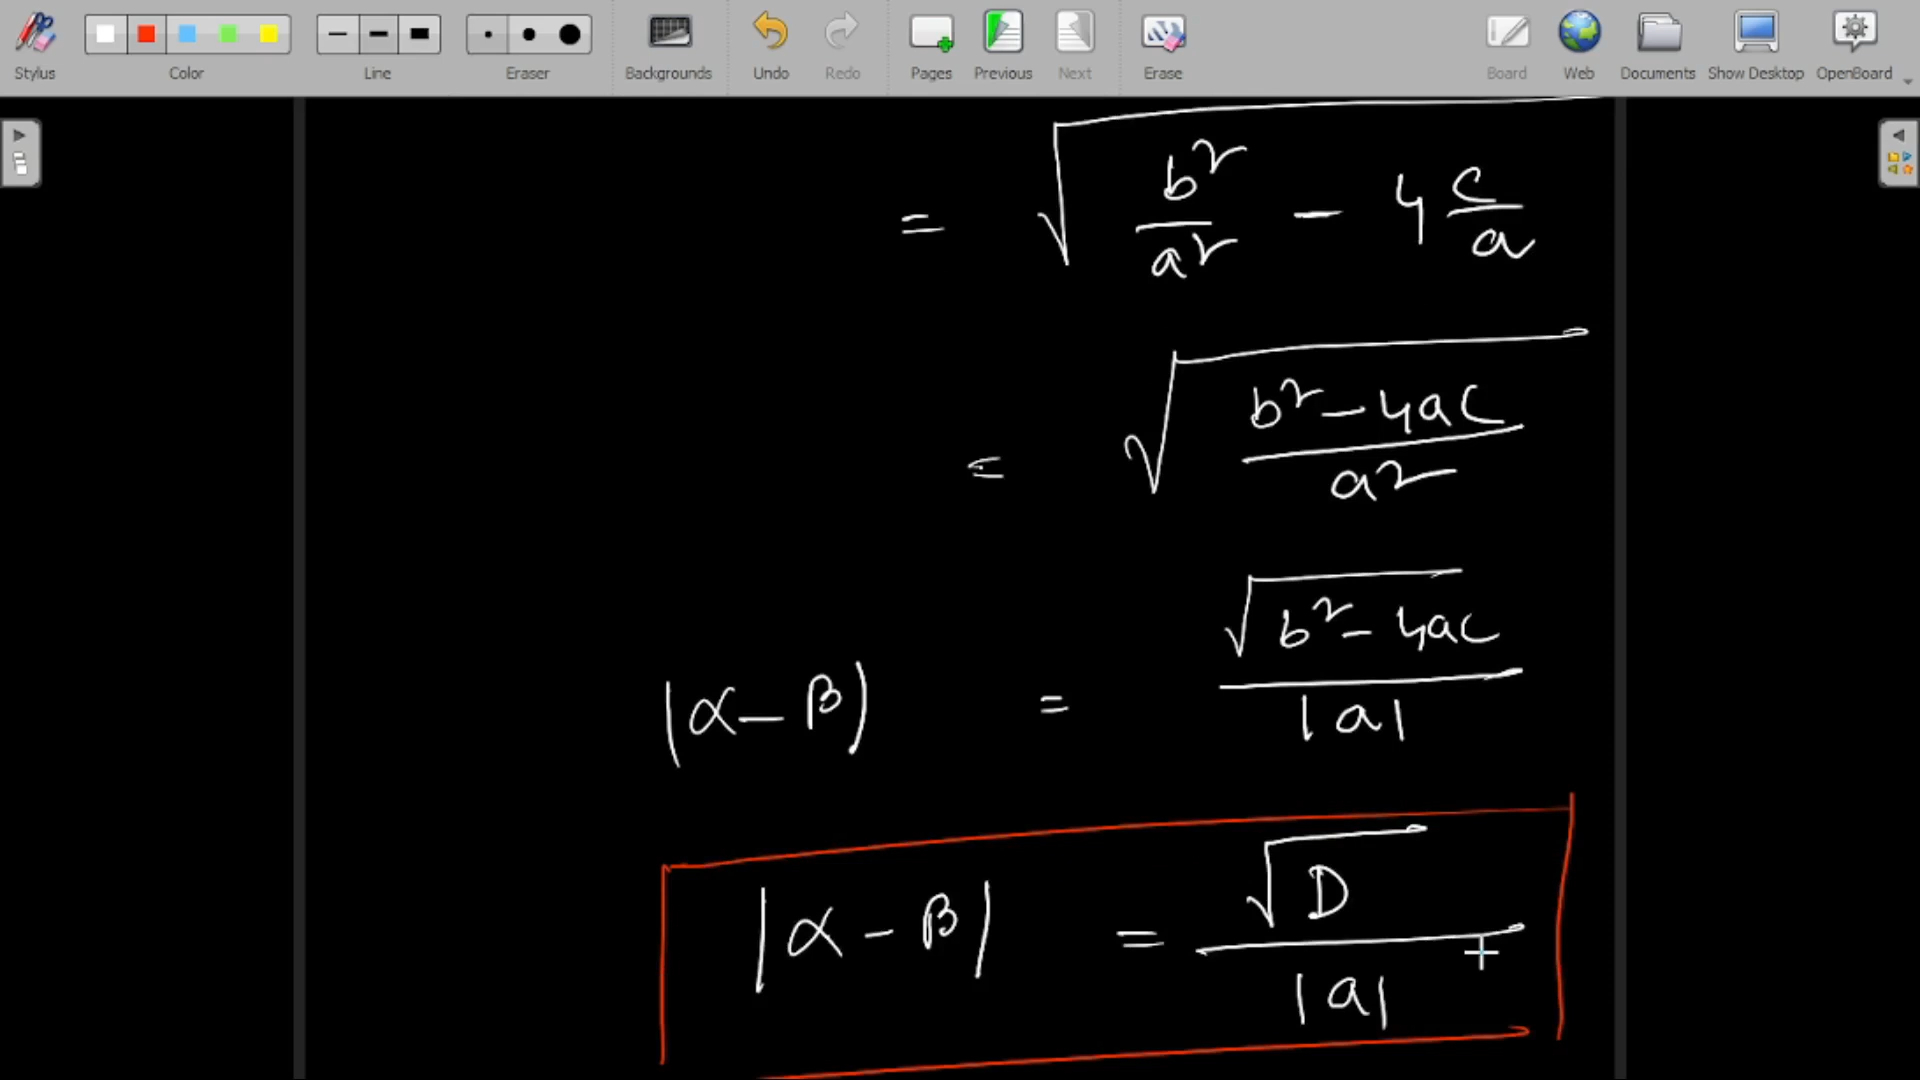 Stylus Color Line Eraser Backgrounds Undo Redo Pages Previous Next Erase Board Web Documents Show Desktop OpenBoard
= √(b²/a² - 4 c/a)
= √((b² - 4ac)/a²)
|α - β| = √(b² - 4ac)/|a|
|α - β| = √D/|a|